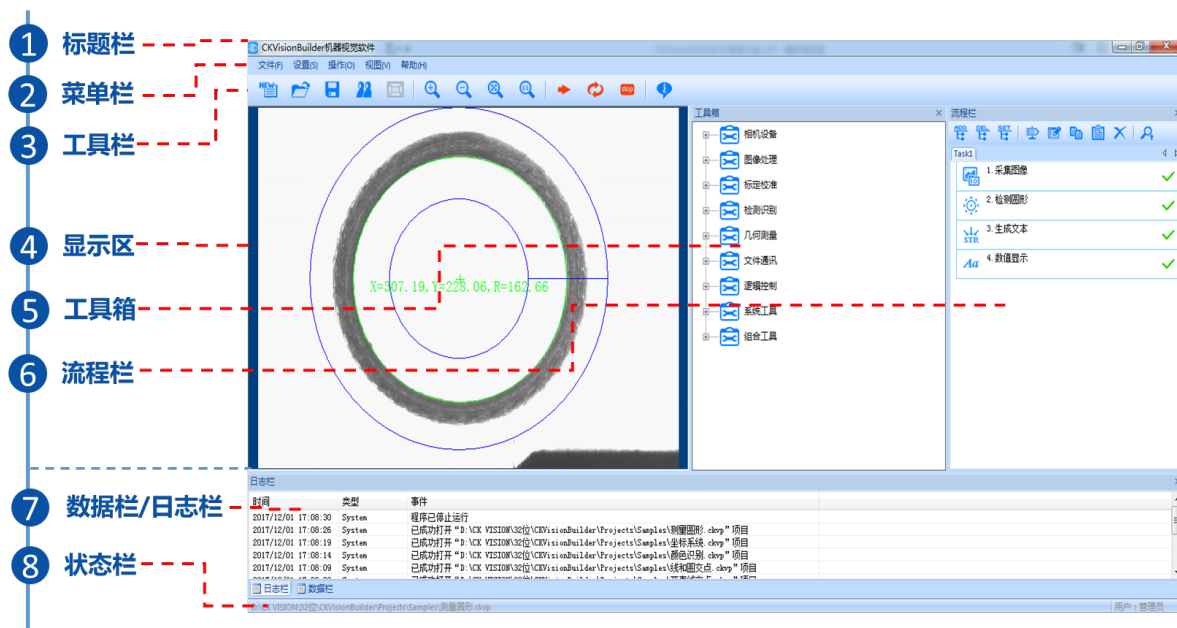 1 标题栏
2 菜单栏
3 工具栏
4 显示区
5 工具箱
6 流程栏
7 数据栏/日志栏
8 状态栏
CKVisionBuilder机器视觉软件
文件(F) 设置(S) 操作(O) 视图(V) 帮助(H)
NEW
1:1
STOP
X=307.19,Y=228.06,R=162.66
工具箱
相机设备
图像处理
标定校准
检测识别
几何测量
文件通讯
逻辑控制
系统工具
组合工具
流程栏
Task1
1.采集图像
2.检测圆形
3.生成文本
STR
4.数值显示
Aa
日志栏
时间 类型 事件
2017/12/01 17:08:30 System 程序已停止运行
2017/12/01 17:08:26 System 已成功打开“D:\CK VISION\32位\CKVisionBuilder\Projects\Samples\测量圆形.ckvp”项目
2017/12/01 17:08:19 System 已成功打开“D:\CK VISION\32位\CKVisionBuilder\Projects\Samples\坐标系统.ckvp”项目
2017/12/01 17:08:14 System 已成功打开“D:\CK VISION\32位\CKVisionBuilder\Projects\Samples\颜色识别.ckvp”项目
2017/12/01 17:08:09 System 已成功打开“D:\CK VISION\32位\CKVisionBuilder\Projects\Samples\线和圆交点.ckvp”项目
日志栏 数据栏
D:\CK VISION\32位\CKVisionBuilder\Projects\Samples\测量圆形.ckvp
用户：管理员